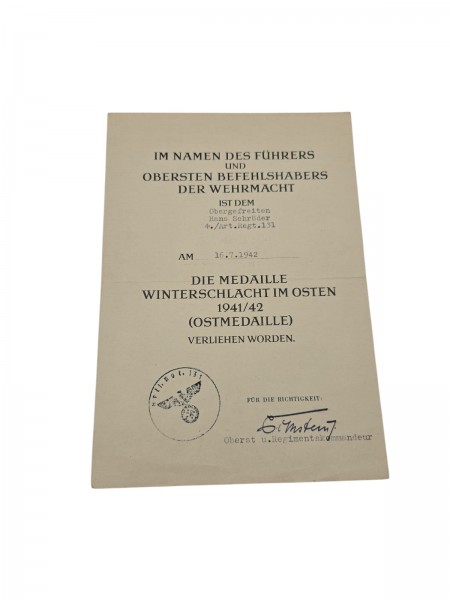 IM NAMEN DES FÜHRERS
UND
OBERSTEN BEFEHLSHABERS
DER WEHRMACHT
IST DEM
Obergefreiten
Hans Schröder
4./Art.Regt.131
AM 16.7.1942
DIE MEDAILLE
WINTERSCHLACHT IM OSTEN
1941/42
(OSTMEDAILLE)
VERLIEHEN WORDEN.
FÜR DIE RICHTIGKEIT:
Oberst u.Regimentskommandeur